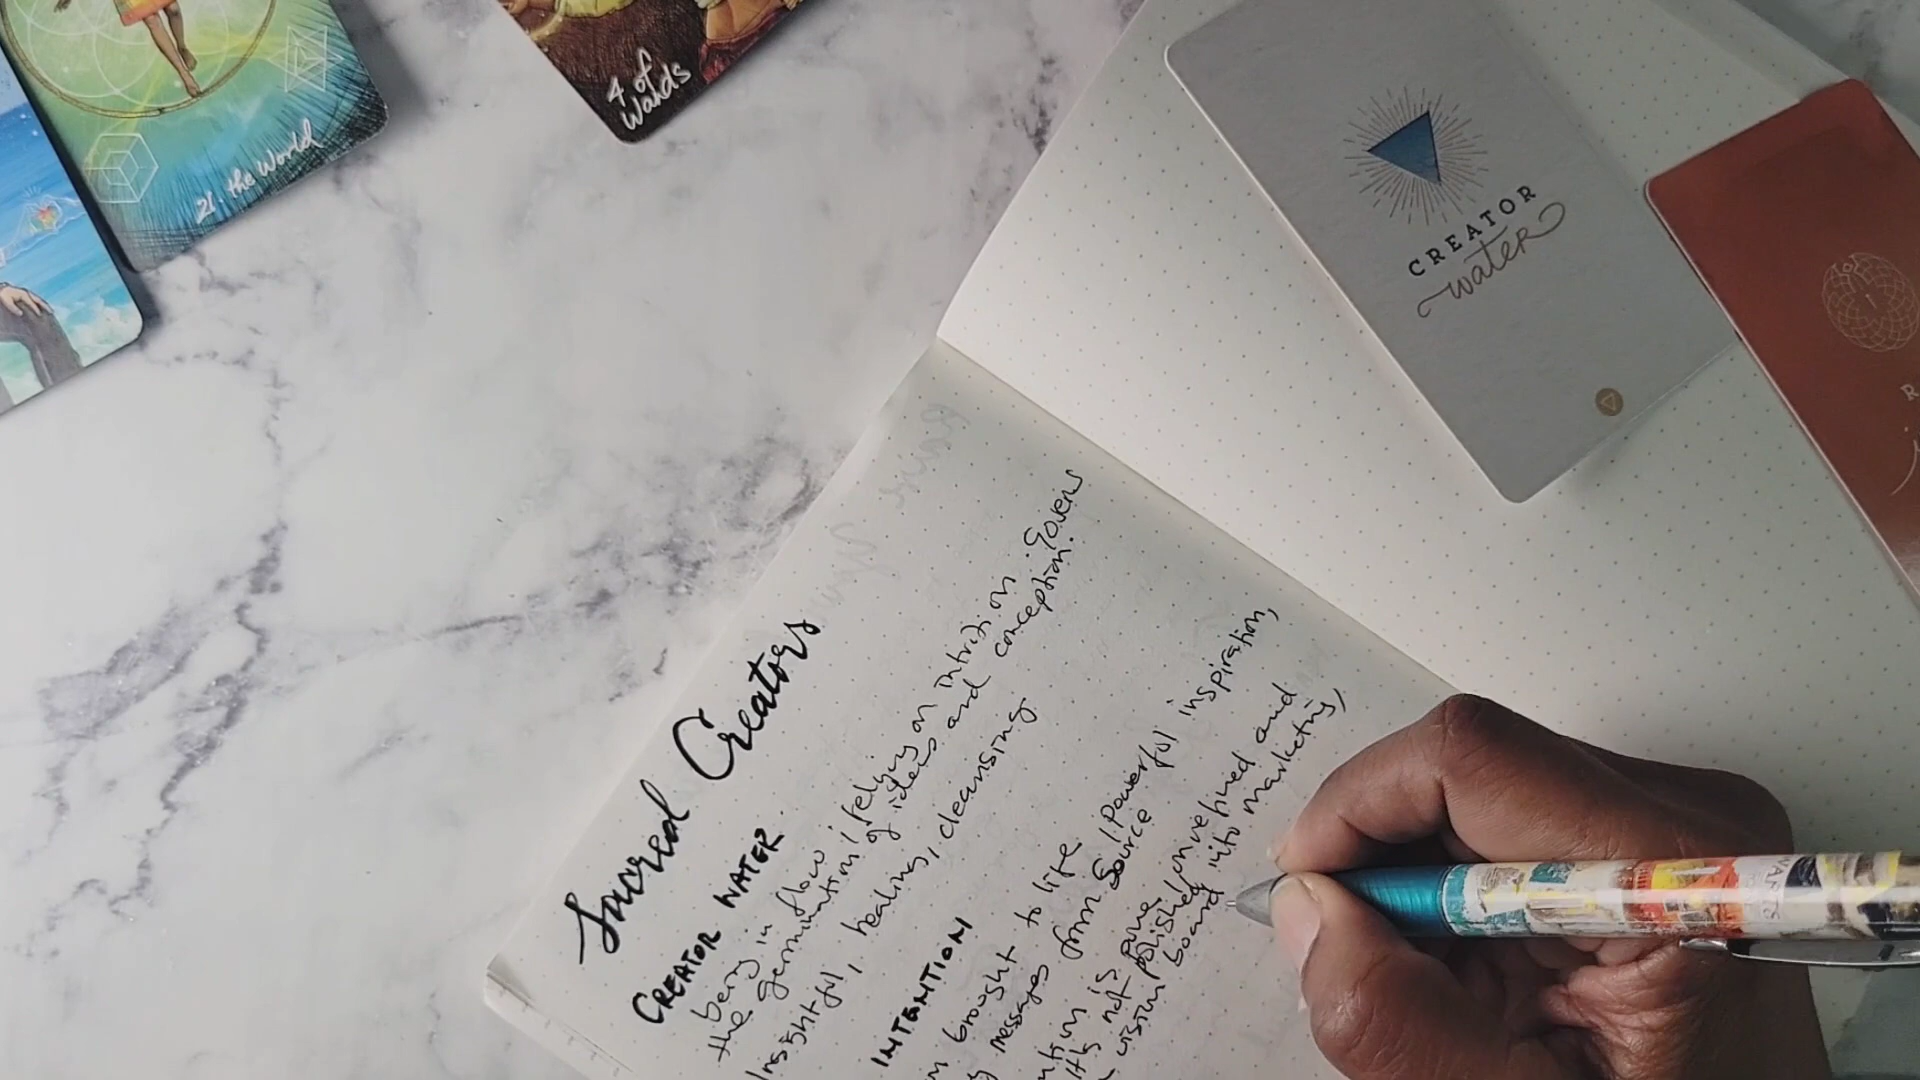 21 the World
4 of
Wands
CREATOR
water
Sacred Creators
CREATOR WATER
being in flow, relying on intuition. Governs
the germination of ideas and conception.
Insightful, healing, cleansing
INTENTION
brought to life
messages from Soul. Powerful inspiration,
Source
is pure, unrefined and
It's not polished into marketing,
vision board